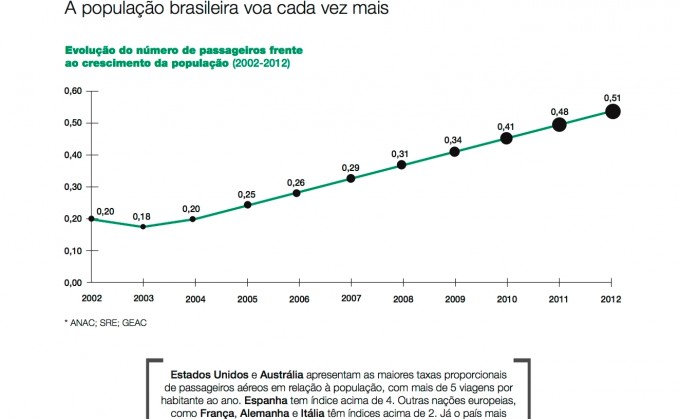 A população brasileira voa cada vez mais
Evolução do número de passageiros frente
ao crescimento da população (2002-2012)
0,60
0,50
0,40
0,30
0,20
0,10
0,00
0,20
0,18
0,20
0,25
0,26
0,29
0,31
0,34
0,41
0,48
0,51
2002 2003 2004 2005 2006 2007 2008 2009 2010 2011 2012
* ANAC; SRE; GEAC
Estados Unidos e Austrália apresentam as maiores taxas proporcionais
de passageiros aéreos em relação à população, com mais de 5 viagens por
habitante ao ano. Espanha tem índice acima de 4. Outras nações europeias,
como França, Alemanha e Itália têm índices acima de 2. Já o país mais